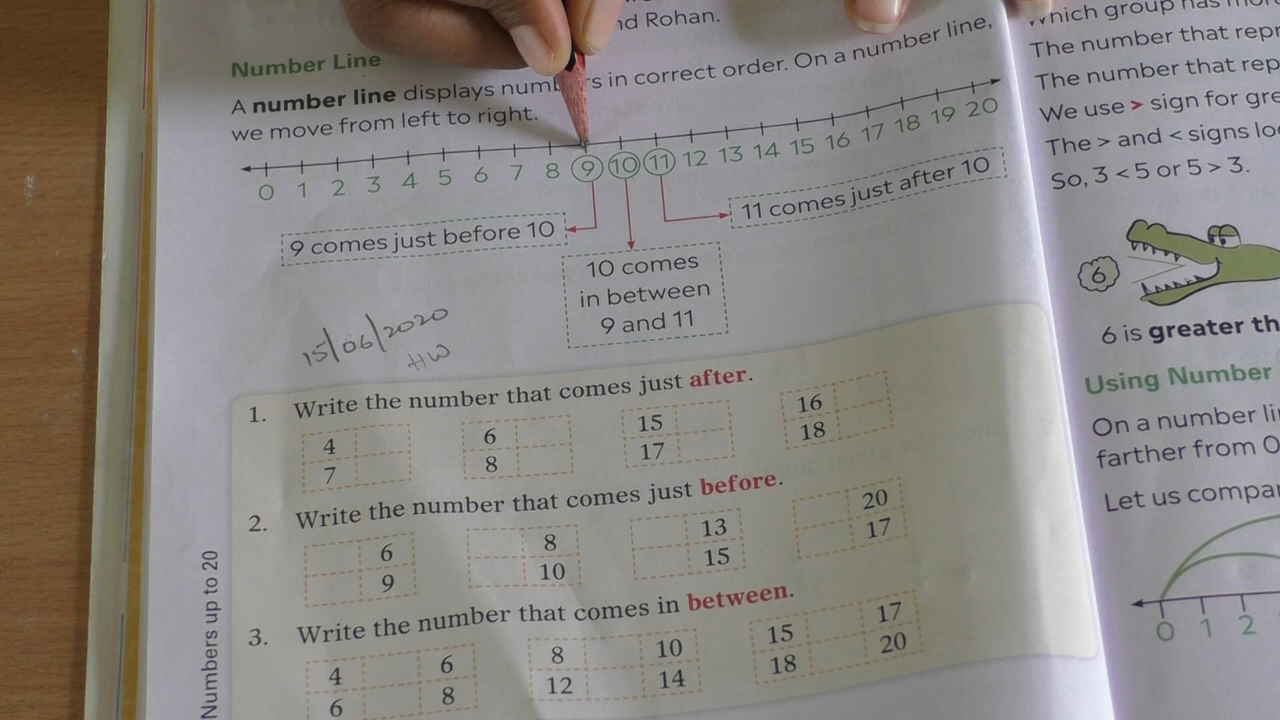 nd Rohan.
Number Line
A number line displays numbers in correct order. On a number line,
we move from left to right.
0 1 2 3 4 5 6 7 8 9 10 11 12 13 14 15 16 17 18 19 20
9 comes just before 10
11 comes just after 10
10 comes
in between
9 and 11
15/06/2020
HW
1. Write the number that comes just after.
4 6 15 16
7 8 17 18
2. Write the number that comes just before.
6 8 13 20
9 10 15 17
3. Write the number that comes in between.
4 6 8 10 15 17
6 8 12 14 18 20
Numbers up to 20
Which group has
The number that
The number that
We use > sign for
The > and < signs
So, 3 < 5 or 5 > 3.
6
6 is greater
Using Number
On a number
farther from 0
Let us
0 1 2